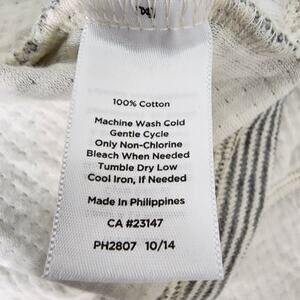 100% Cotton
Machine Wash Cold
Gentle Cycle
Only Non-Chlorine
Bleach When Needed
Tumble Dry Low
Cool Iron, If Needed
Made In Philippines
CA #23147
PH2807 10/14